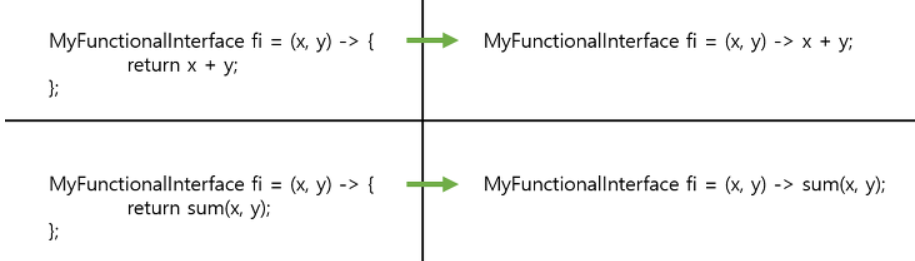 MyFunctionalInterface fi = (x, y) -> {
return x + y;
};
MyFunctionalInterface fi = (x, y) -> x + y;
MyFunctionalInterface fi = (x, y) -> {
return sum(x, y);
};
MyFunctionalInterface fi = (x, y) -> sum(x, y);